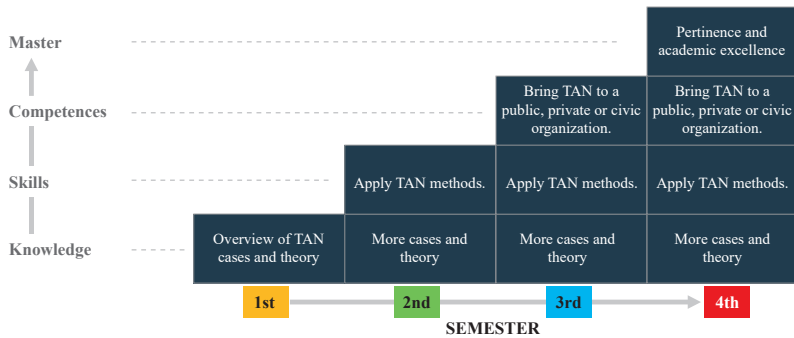 Master
Pertinence and
academic excellence
Competences
Bring TAN to a
public, private or civic
organization.
Bring TAN to a
public, private or civic
organization.
Skills
Apply TAN methods.
Apply TAN methods.
Apply TAN methods.
Knowledge
Overview of TAN
cases and theory
More cases and
theory
More cases and
theory
More cases and
theory
1st
2nd
3rd
4th
SEMESTER